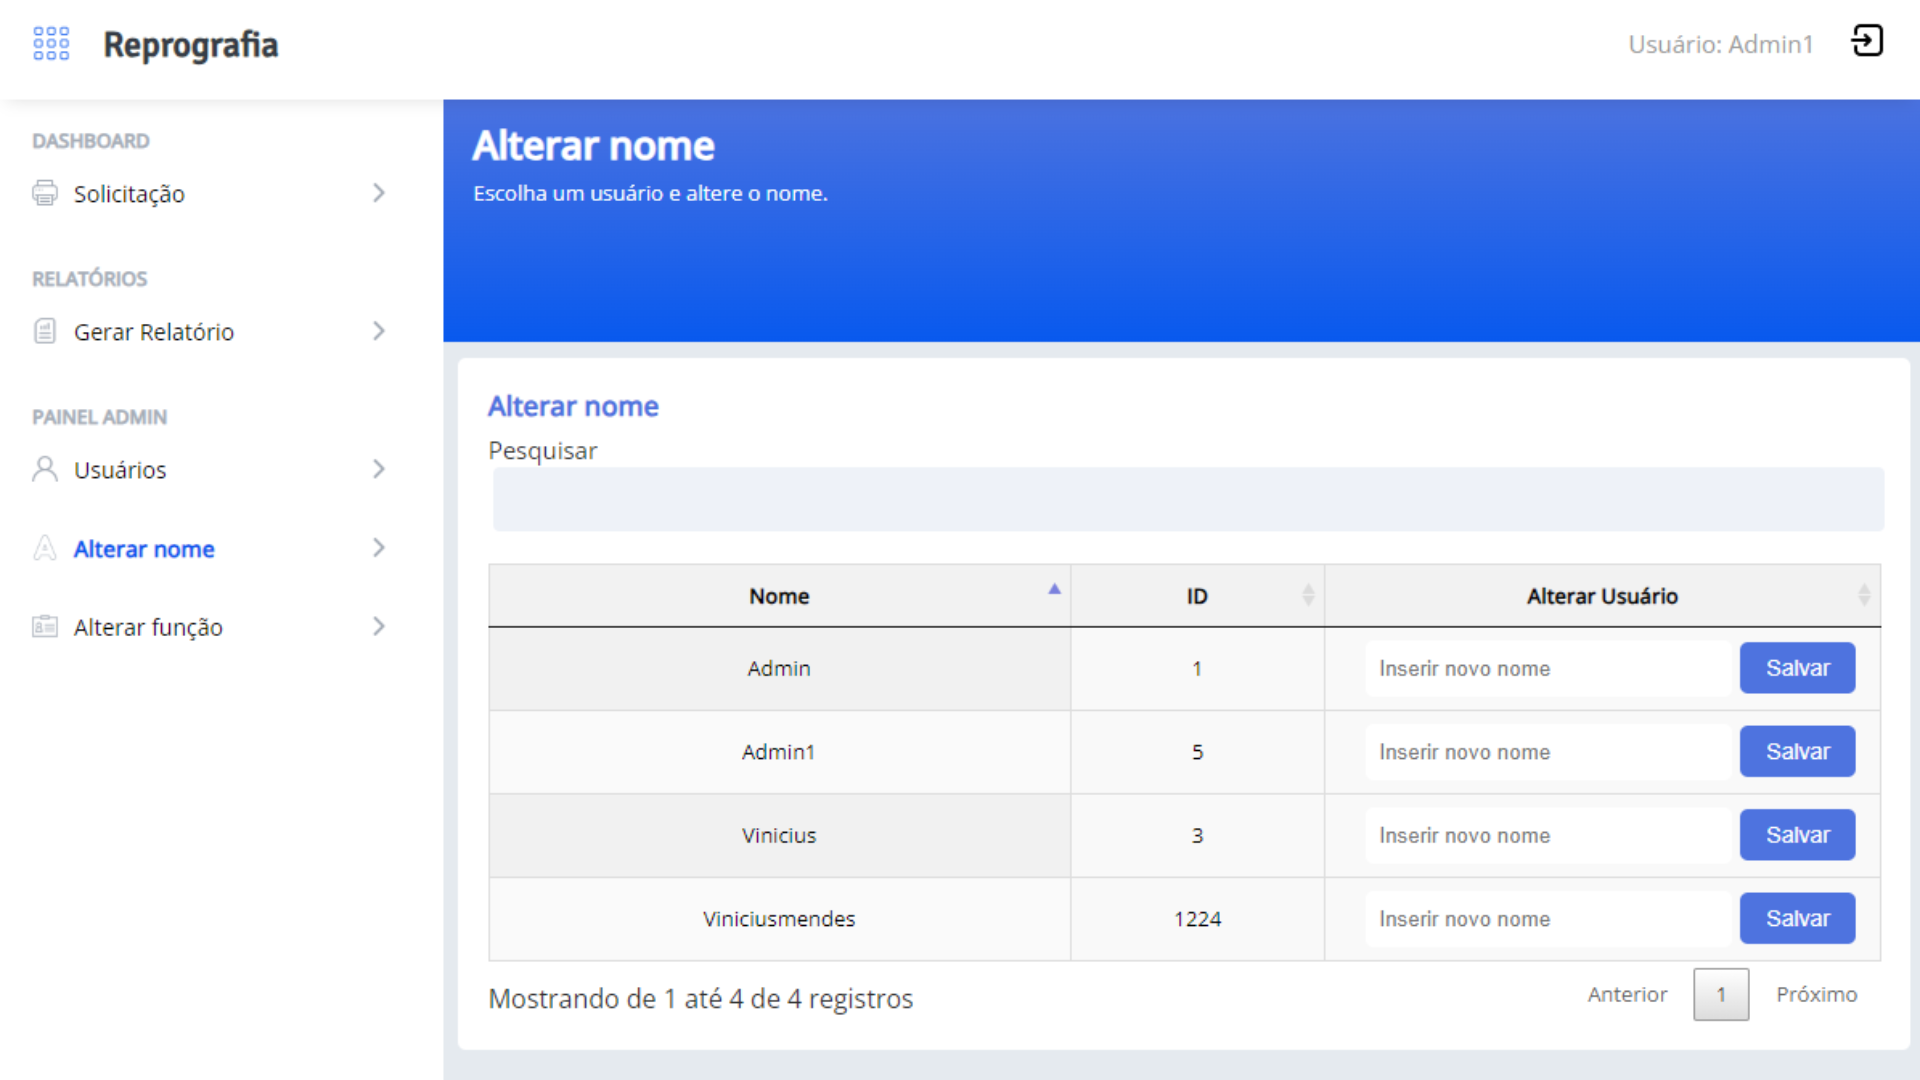 Reprografia
Usuário: Admin1
DASHBOARD
Solicitação
RELATÓRIOS
Gerar Relatório
PAINEL ADMIN
Usuários
Alterar nome
Alterar função
Alterar nome
Escolha um usuário e altere o nome.
Alterar nome
Pesquisar
Nome ID Alterar Usuário
Admin 1 Inserir novo nome Salvar
Admin1 5 Inserir novo nome Salvar
Vinicius 3 Inserir novo nome Salvar
Viniciusmendes 1224 Inserir novo nome Salvar
Mostrando de 1 até 4 de 4 registros
Anterior 1 Próximo